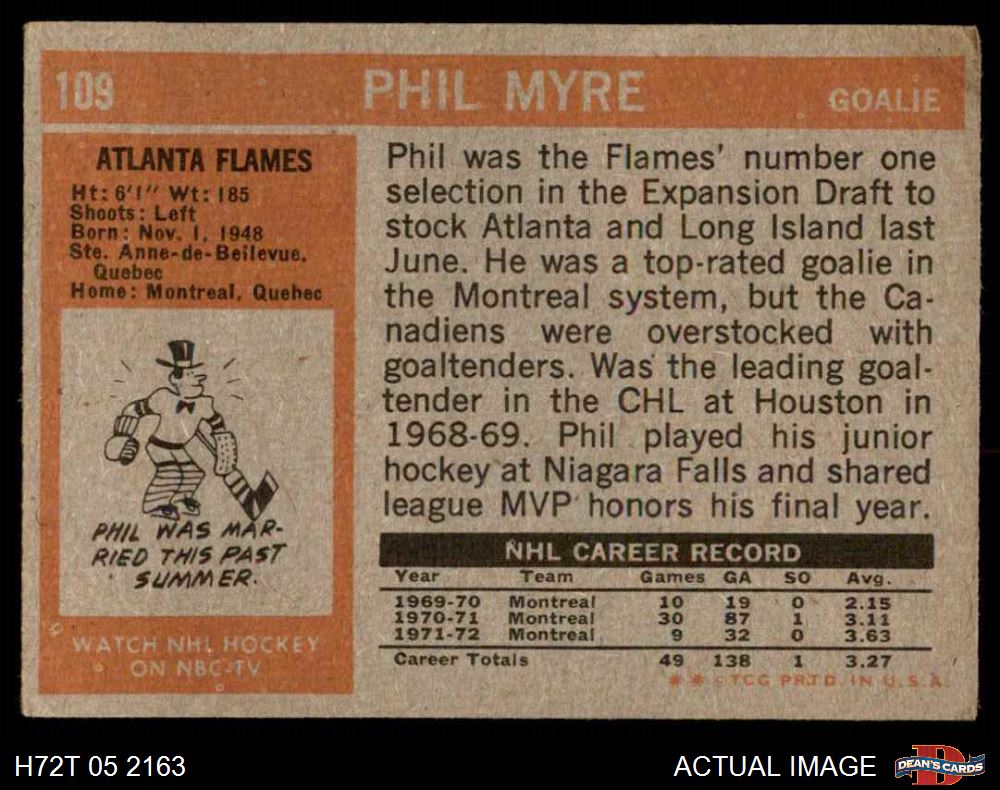 109 PHIL MYRE GOALIE
ATLANTA FLAMES
Ht: 6'1" Wt: 185
Shoots: Left
Born: Nov. 1, 1948
Ste. Anne-de-Bellevue,
Quebec
Home: Montreal, Quebec
PHIL WAS MAR-
RIED THIS PAST
SUMMER.
WATCH NHL HOCKEY
ON NBC-TV
Phil was the Flames' number one
selection in the Expansion Draft to
stock Atlanta and Long Island last
June. He was a top-rated goalie in
the Montreal system, but the Ca-
nadiens were overstocked with
goaltenders. Was the leading goal-
tender in the CHL at Houston in
1968-69. Phil played his junior
hockey at Niagara Falls and shared
league MVP honors his final year.
NHL CAREER RECORD
Year Team Games GA SO Avg.
1969-70 Montreal 10 19 0 2.15
1970-71 Montreal 30 87 1 3.11
1971-72 Montreal 9 32 0 3.63
Career Totals 49 138 1 3.27
* * © TCG PRTD. IN U.S.A.
H72T 05 2163
ACTUAL IMAGE
D
DEAN'S CARDS